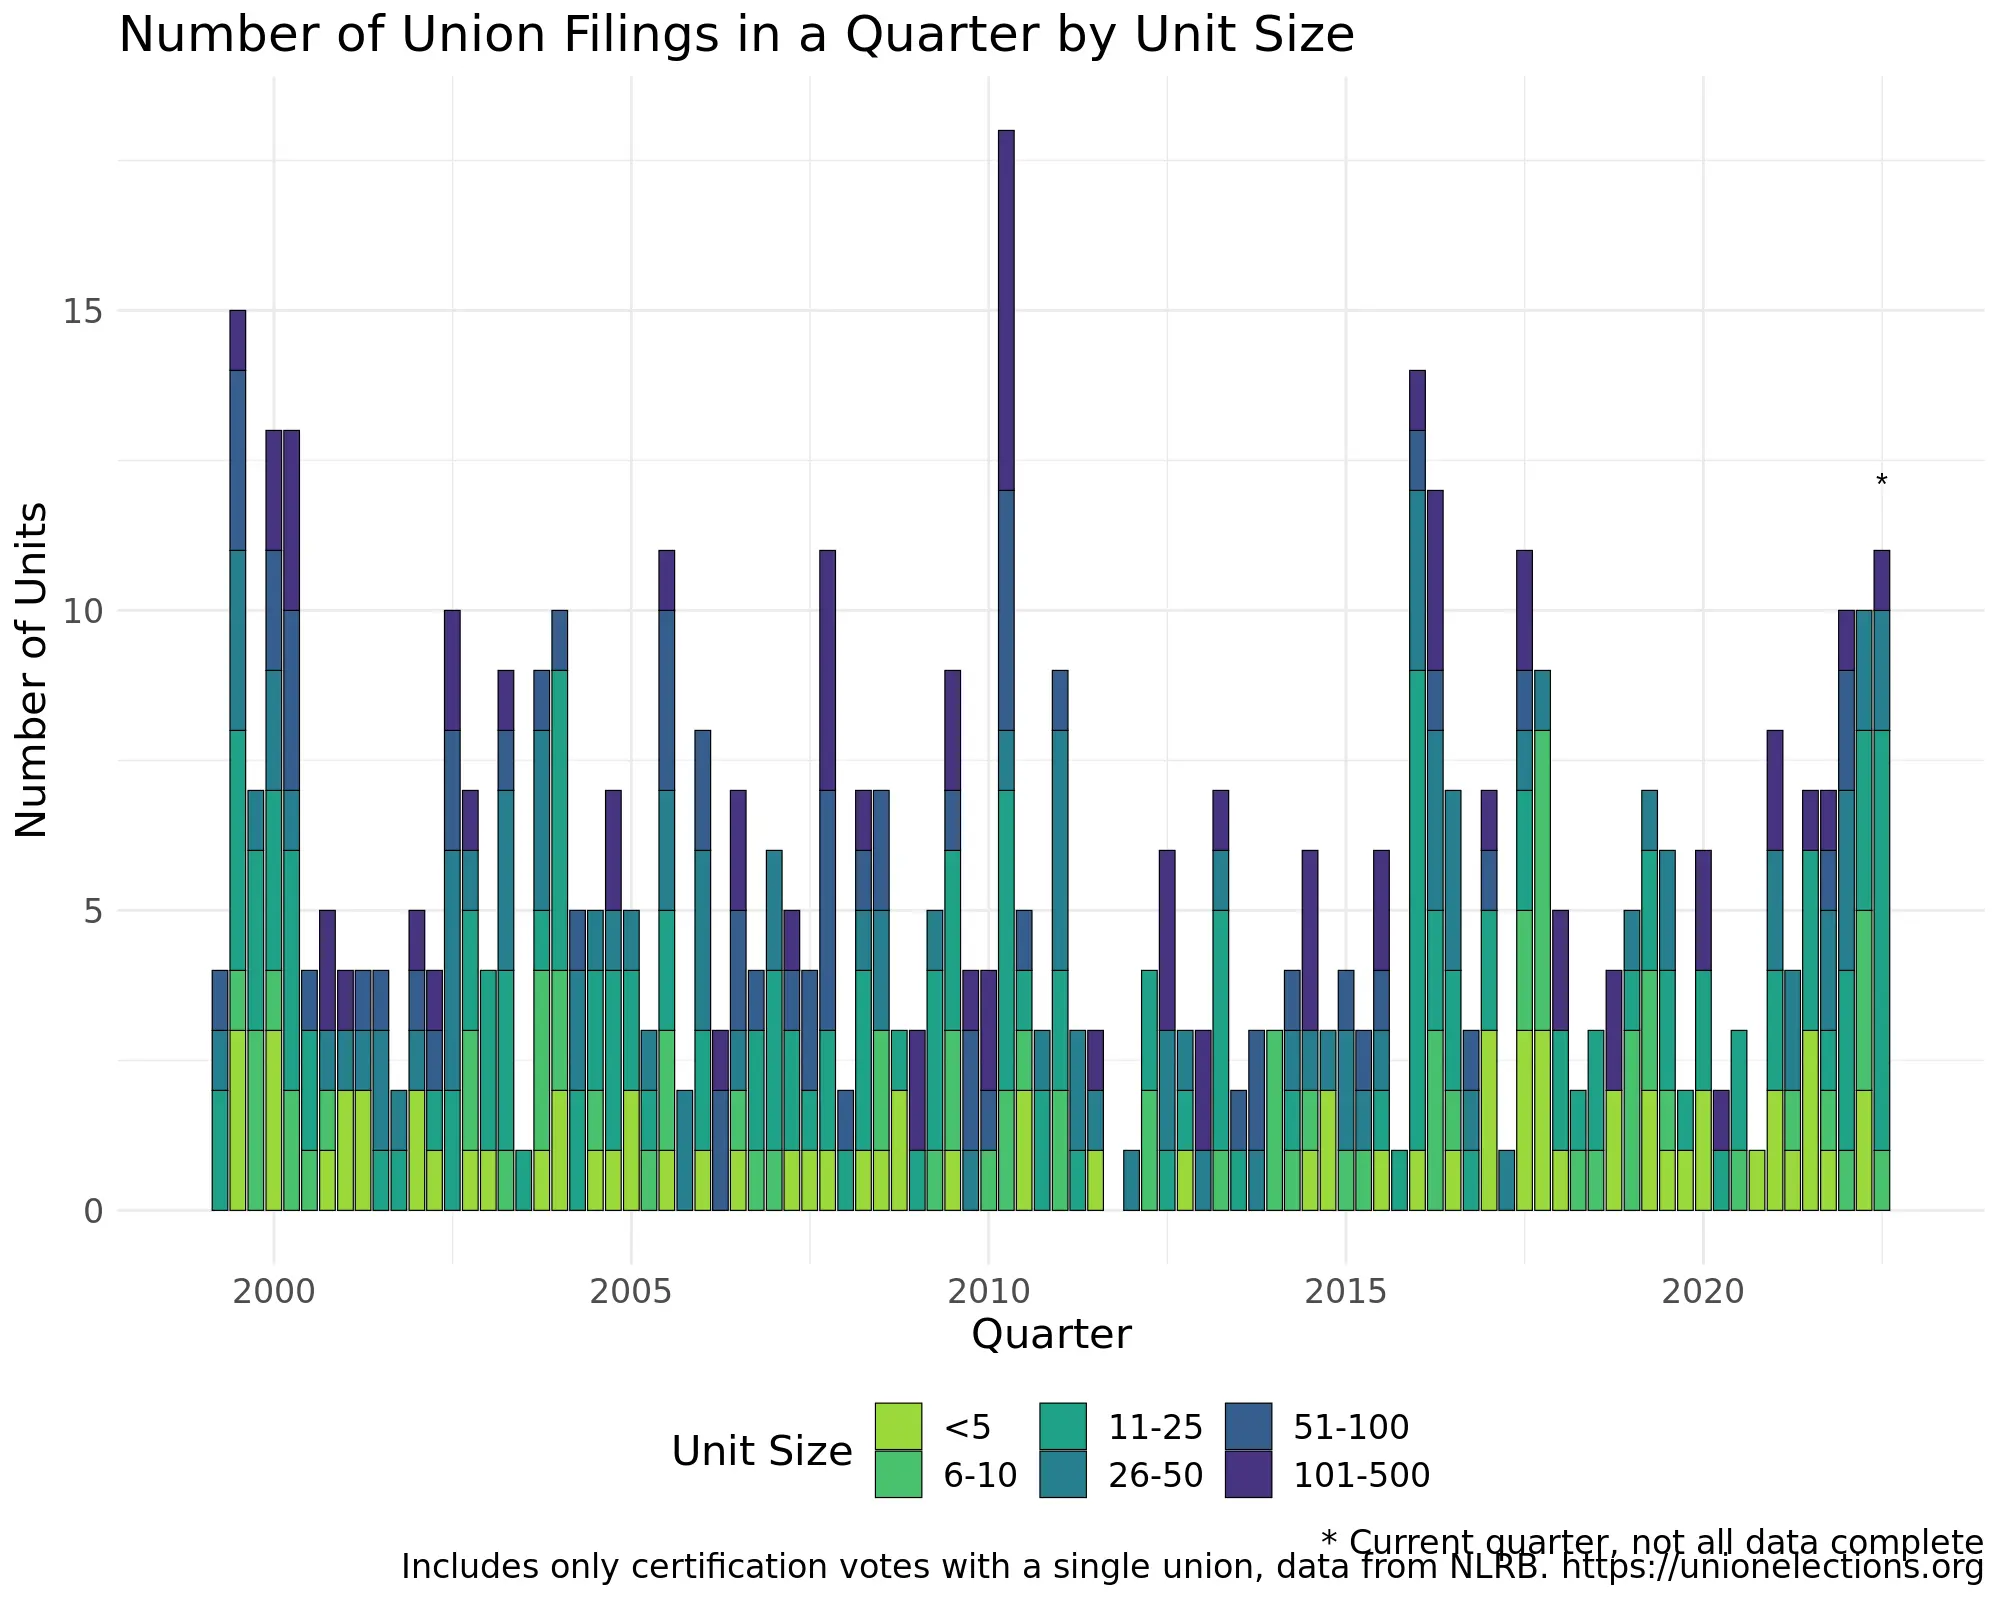 Number of Union Filings in a Quarter by Unit Size
Number of Units
15
10
5
0
*
2000 2005 2010 2015 2020
Quarter
Unit Size
<5 11-25 51-100
6-10 26-50 101-500
* Current quarter, not all data complete
Includes only certification votes with a single union, data from NLRB. https://unionelections.org